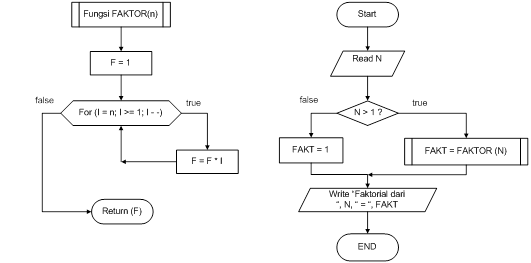 Fungsi FAKTOR(n)
F = 1
false
For (I = n; I >= 1; I - -)
true
F = F * I
Return (F)
Start
Read N
false
N > 1 ?
true
FAKT = 1
FAKT = FAKTOR (N)
Write “Faktorial dari
“, N, “ = “, FAKT
END